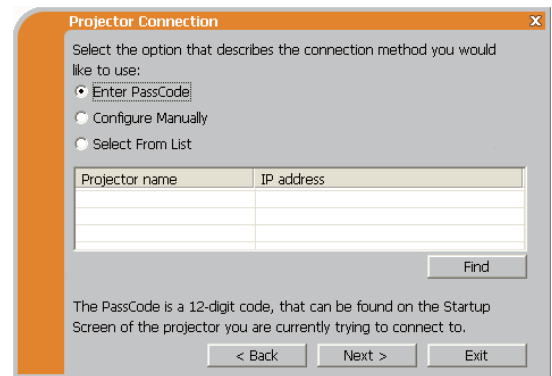 Projector Connection x
Select the option that describes the connection method you would
like to use:
Enter PassCode
Configure Manually
Select From List
Projector name IP address
Find
The PassCode is a 12-digit code, that can be found on the Startup
Screen of the projector you are currently trying to connect to.
< Back Next > Exit